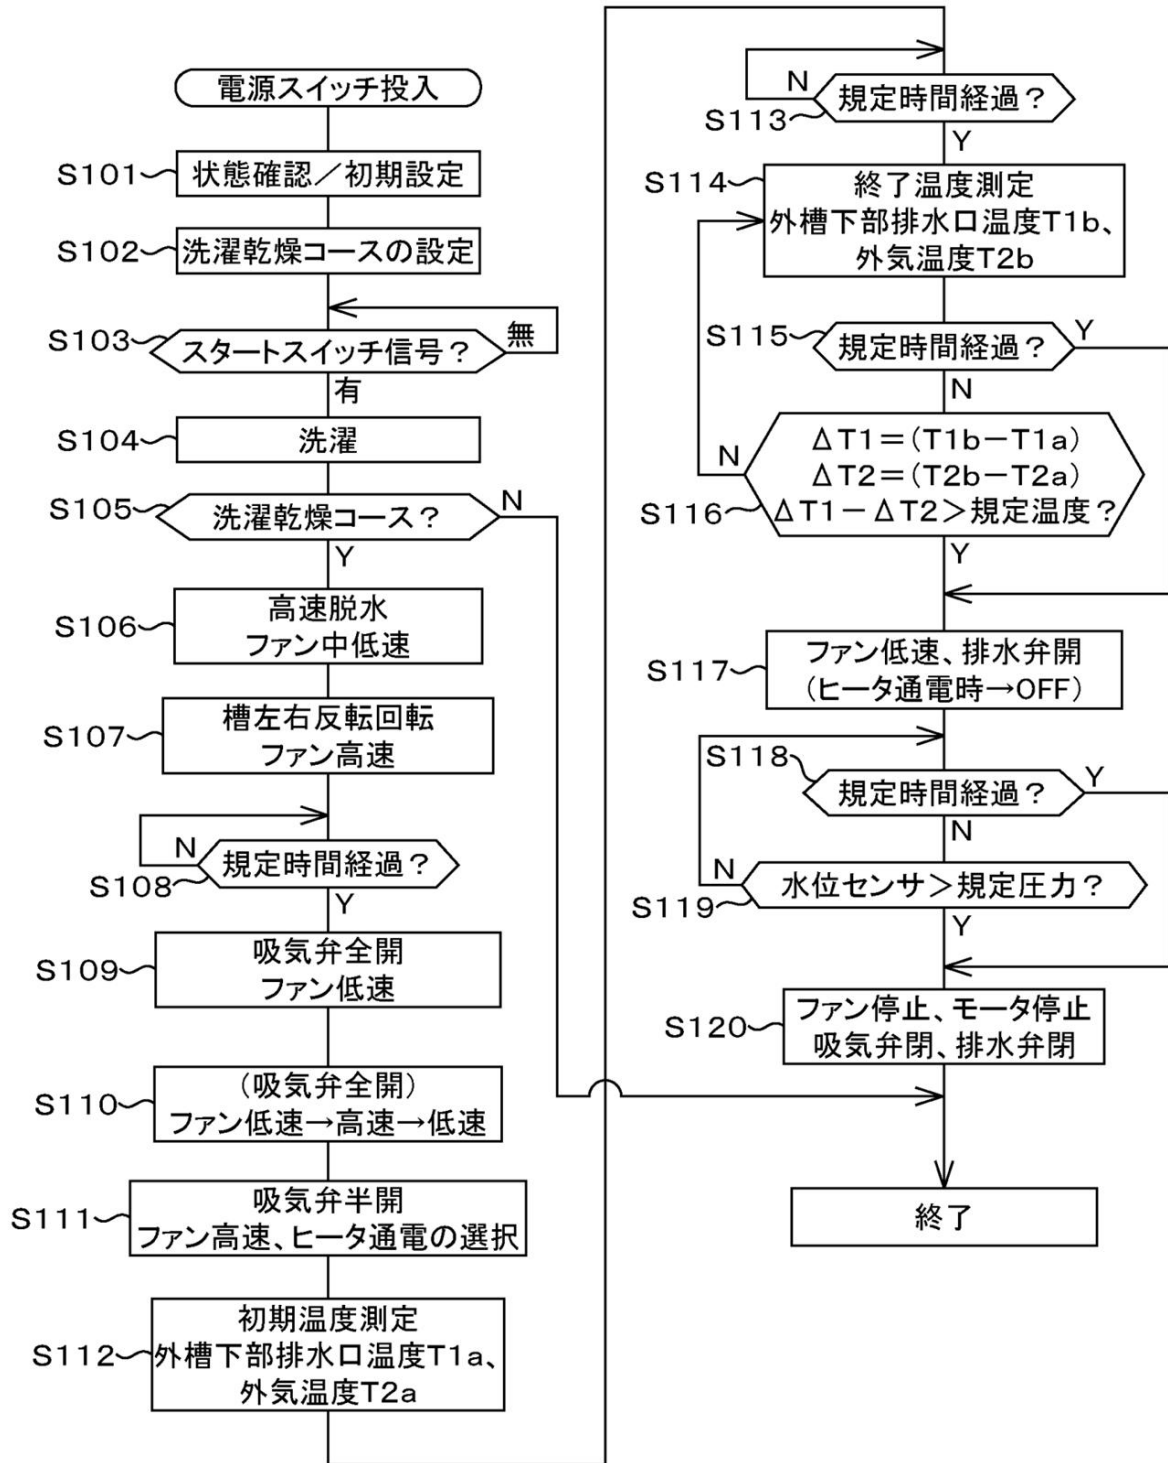 電源スイッチ投入
S101
状態確認／初期設定
S102
洗濯乾燥コースの設定
S103
スタートスイッチ信号？
無
有
S104
洗濯
S105
洗濯乾燥コース？
N
Y
S106
高速脱水
ファン中低速
S107
槽左右反転回転
ファン高速
N
S108
規定時間経過？
Y
S109
吸気弁全開
ファン低速
S110
(吸気弁全開)
ファン低速→高速→低速
S111
吸気弁半開
ファン高速、ヒータ通電の選択
S112
初期温度測定
外槽下部排水口温度T1a、
外気温度T2a
N
S113
規定時間経過？
Y
S114
終了温度測定
外槽下部排水口温度T1b、
外気温度T2b
S115
規定時間経過？
Y
N
N
S116
ΔT1＝(T1b－T1a)
ΔT2＝(T2b－T2a)
ΔT1－ΔT2＞規定温度？
Y
S117
ファン低速、排水弁開
(ヒータ通電時→OFF)
S118
規定時間経過？
Y
N
N
S119
水位センサ＞規定圧力？
Y
S120
ファン停止、モータ停止
吸気弁閉、排水弁閉
終了